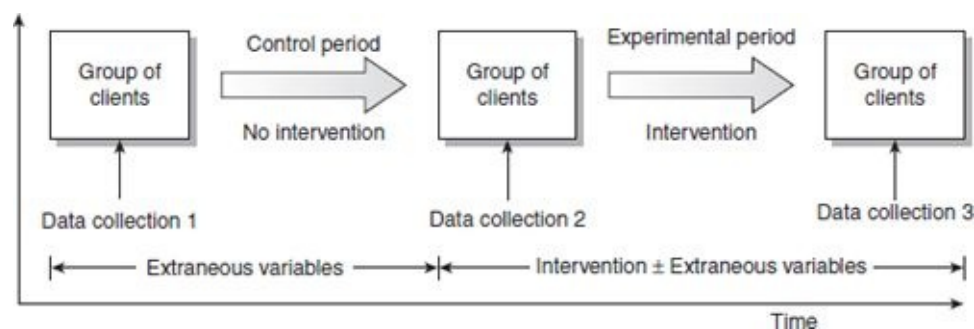 Group of
clients
Control period
No intervention
Group of
clients
Experimental period
Intervention
Group of
clients
Data collection 1
Data collection 2
Data collection 3
Extraneous variables
Intervention ± Extraneous variables
Time